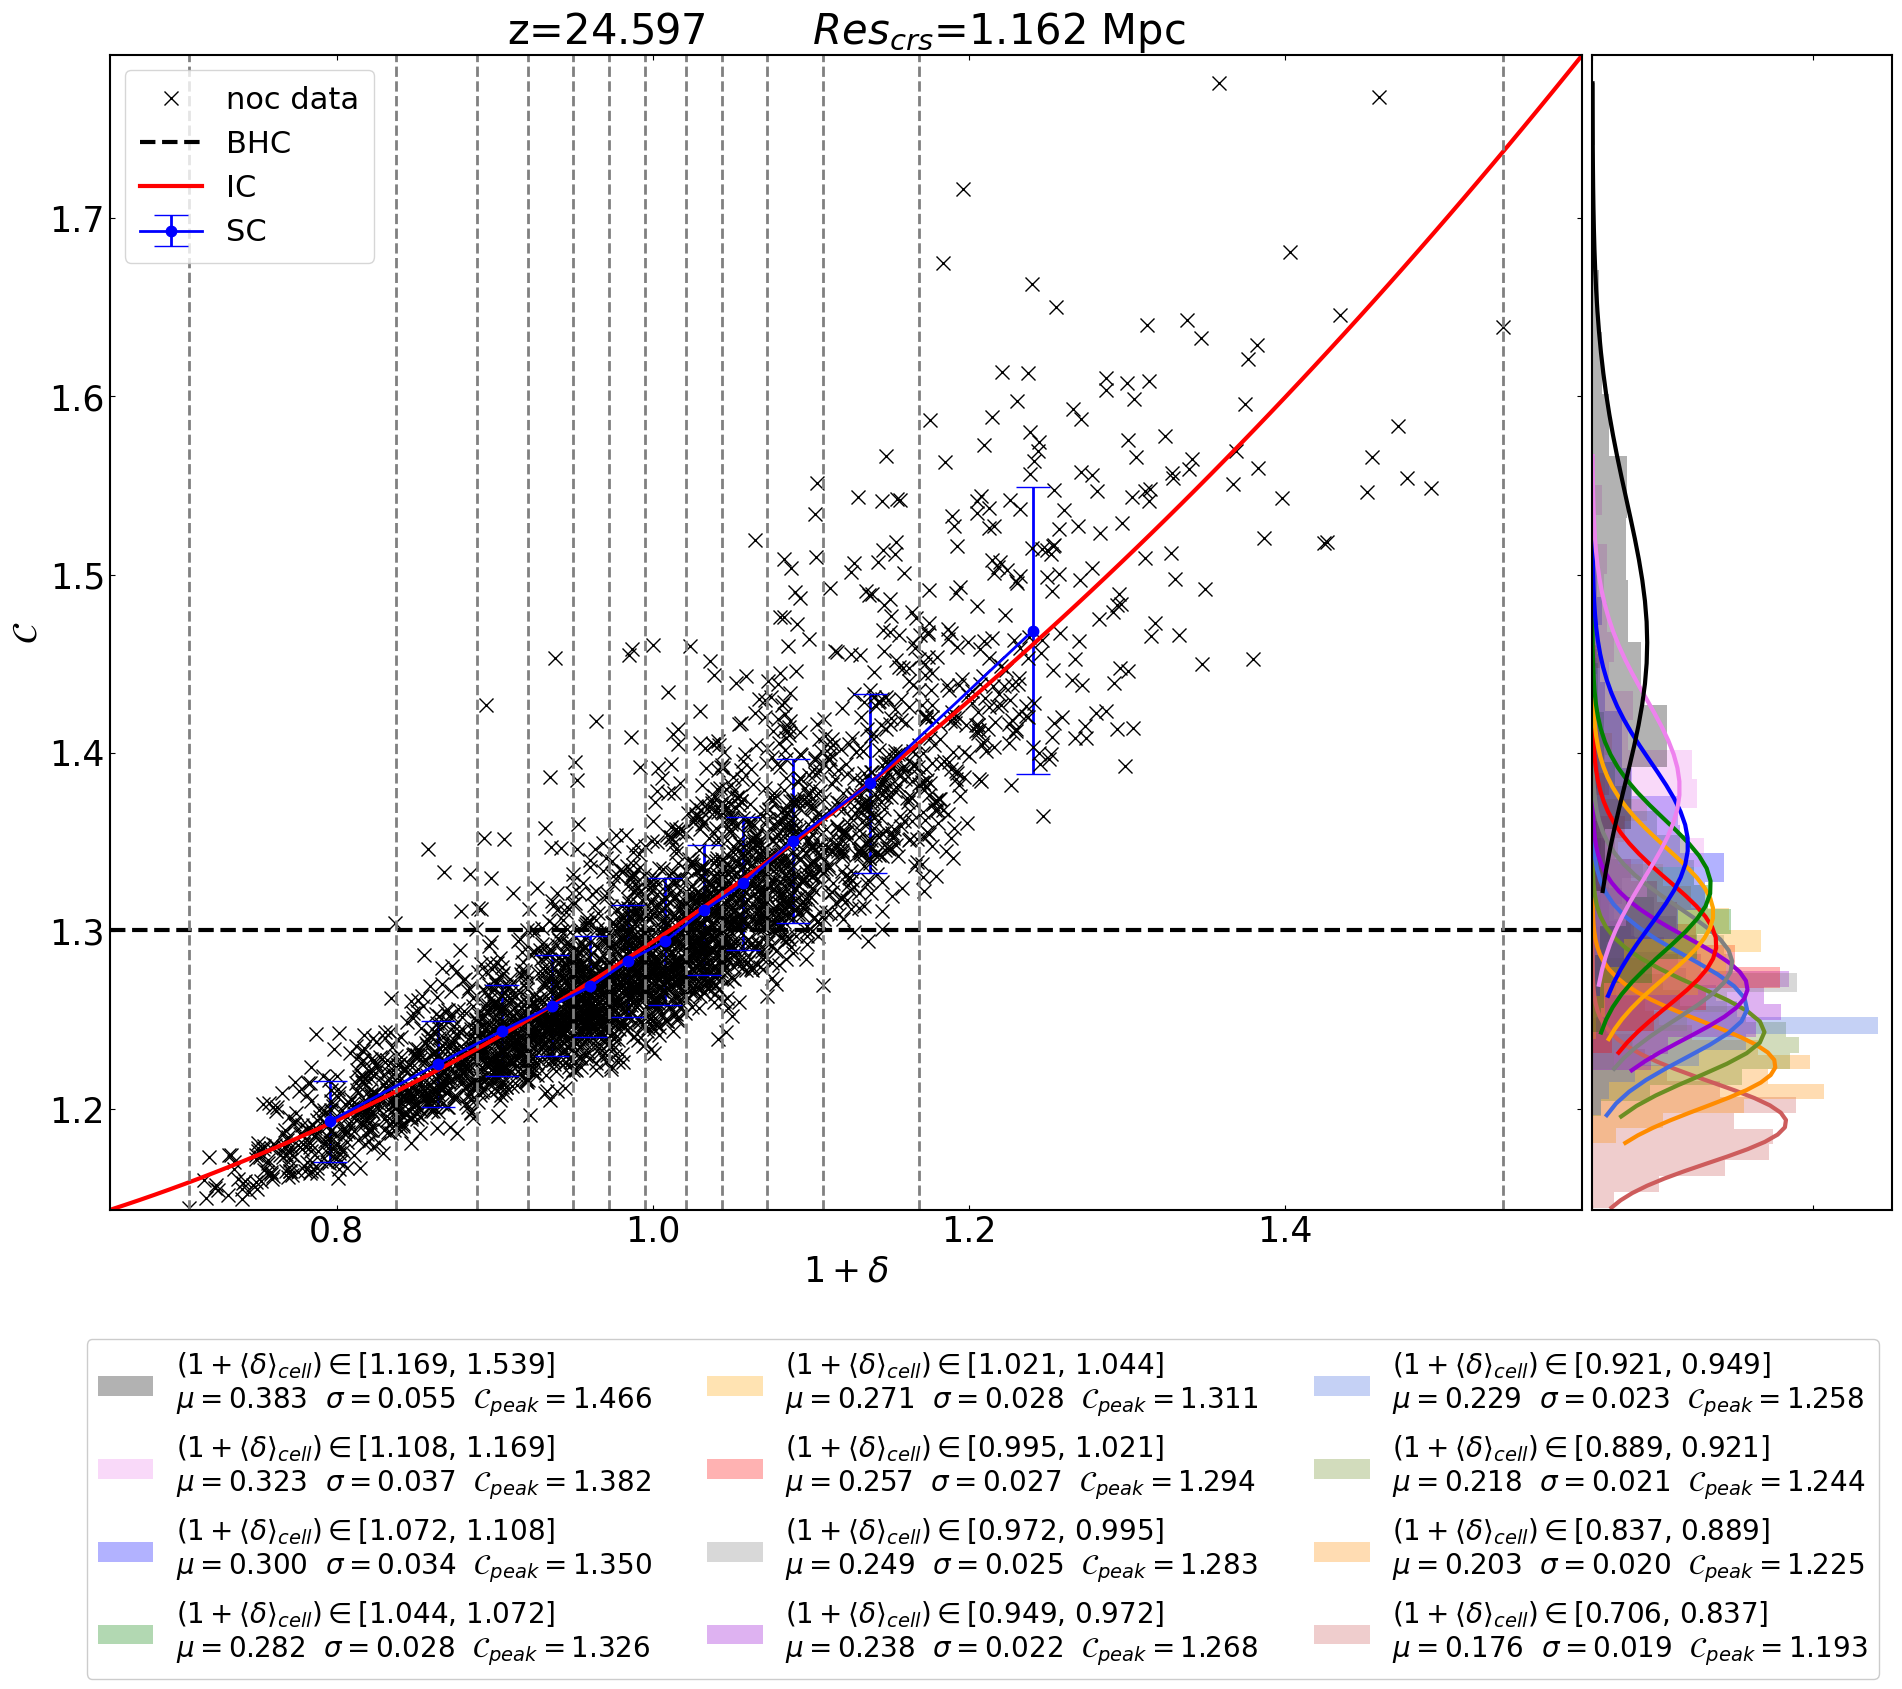 z=24.597 Res_crs=1.162 Mpc
noc data
BHC
IC
SC
1.7
1.6
1.5
1.4
1.3
1.2
𝒞
0.8 1.0 1.2 1.4
1 + δ
(1 + ⟨δ⟩_cell) ∈ [1.169, 1.539]
μ = 0.383 σ = 0.055 𝒞_peak = 1.466
(1 + ⟨δ⟩_cell) ∈ [1.108, 1.169]
μ = 0.323 σ = 0.037 𝒞_peak = 1.382
(1 + ⟨δ⟩_cell) ∈ [1.072, 1.108]
μ = 0.300 σ = 0.034 𝒞_peak = 1.350
(1 + ⟨δ⟩_cell) ∈ [1.044, 1.072]
μ = 0.282 σ = 0.028 𝒞_peak = 1.326
(1 + ⟨δ⟩_cell) ∈ [1.021, 1.044]
μ = 0.271 σ = 0.028 𝒞_peak = 1.311
(1 + ⟨δ⟩_cell) ∈ [0.995, 1.021]
μ = 0.257 σ = 0.027 𝒞_peak = 1.294
(1 + ⟨δ⟩_cell) ∈ [0.972, 0.995]
μ = 0.249 σ = 0.025 𝒞_peak = 1.283
(1 + ⟨δ⟩_cell) ∈ [0.949, 0.972]
μ = 0.238 σ = 0.022 𝒞_peak = 1.268
(1 + ⟨δ⟩_cell) ∈ [0.921, 0.949]
μ = 0.229 σ = 0.023 𝒞_peak = 1.258
(1 + ⟨δ⟩_cell) ∈ [0.889, 0.921]
μ = 0.218 σ = 0.021 𝒞_peak = 1.244
(1 + ⟨δ⟩_cell) ∈ [0.837, 0.889]
μ = 0.203 σ = 0.020 𝒞_peak = 1.225
(1 + ⟨δ⟩_cell) ∈ [0.706, 0.837]
μ = 0.176 σ = 0.019 𝒞_peak = 1.193